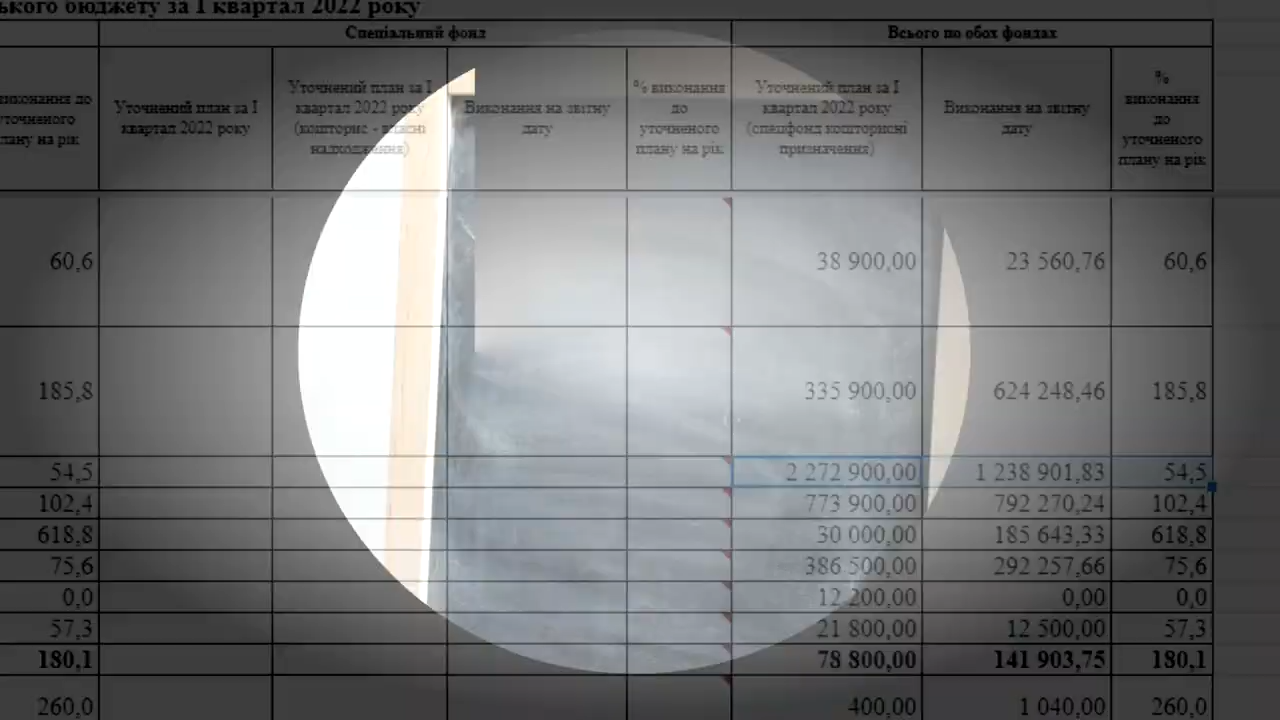 ького бюджету за І квартал 2022 року
Спеціальний фонд Всього по обох фондах
виконання до уточненого плану на рік
Уточнений план за І квартал 2022 року
Уточнений план за І квартал 2022 року (кошторис - власні надходження)
Виконання на звітну дату
% виконання до уточненого плану на рік
Уточнений план за І квартал 2022 року (спецфонд кошторисні призначення)
Виконання на звітну дату
% виконання до уточненого плану на рік
60,6 38 900,00 23 560,76 60,6
185,8 335 900,00 624 248,46 185,8
54,5 2 272 900,00 1 238 901,83 54,5
102,4 773 900,00 792 270,24 102,4
618,8 30 000,00 185 643,33 618,8
75,6 386 500,00 292 257,66 75,6
0,0 12 200,00 0,00 0,0
57,3 21 800,00 12 500,00 57,3
180,1 78 800,00 141 903,75 180,1
260,0 400,00 1 040,00 260,0